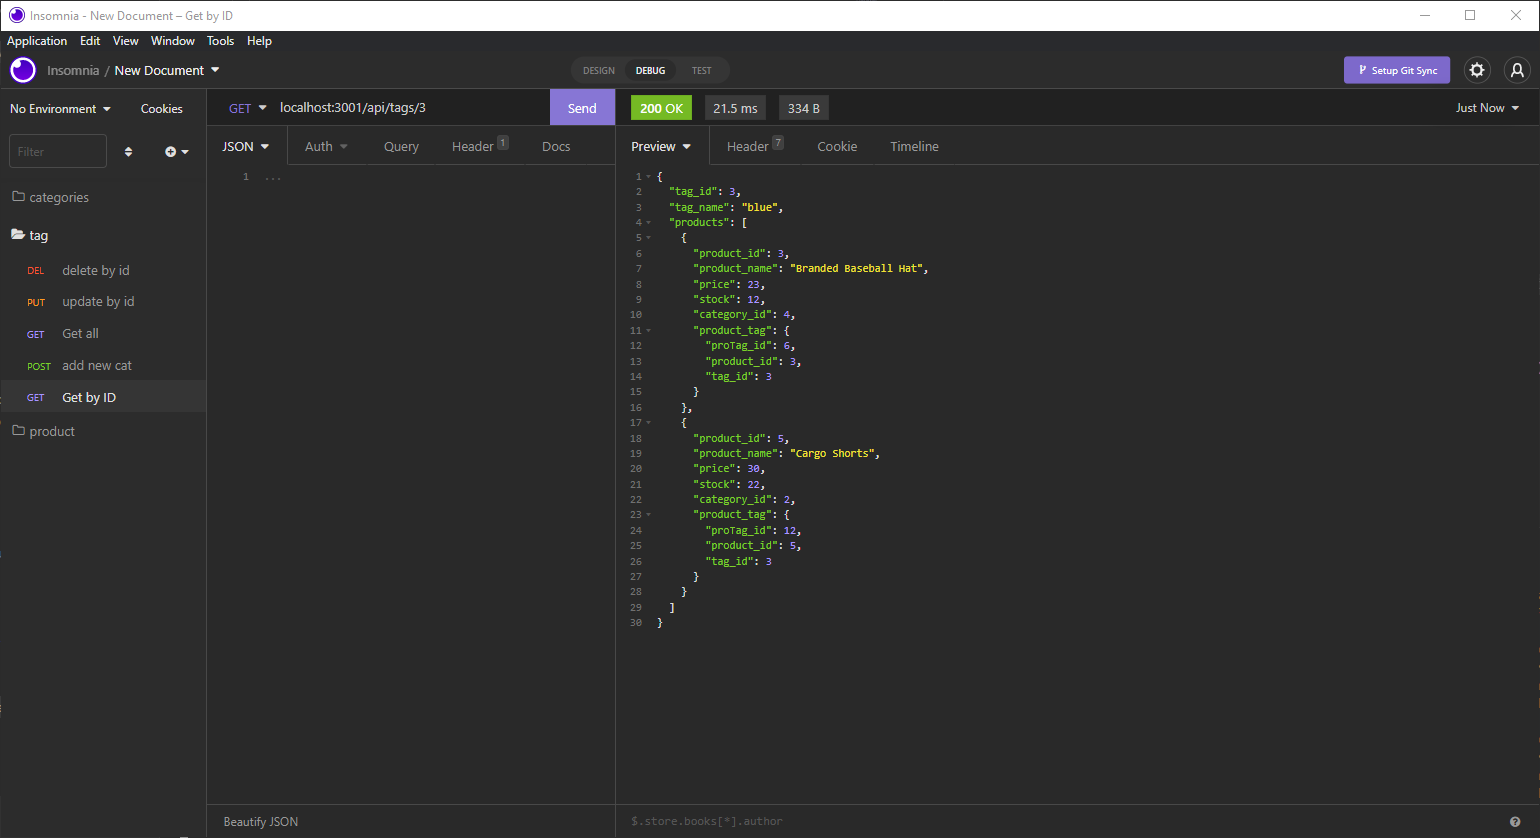 Insomnia - New Document – Get by ID
Application Edit View Window Tools Help
Insomnia / New Document
DESIGN DEBUG TEST
Setup Git Sync
No Environment Cookies
GET localhost:3001/api/tags/3 Send
200 OK 21.5 ms 334 B Just Now
Filter
JSON Auth Query Header 1 Docs
Preview Header 7 Cookie Timeline
categories
tag
DEL delete by id
PUT update by id
GET Get all
POST add new cat
GET Get by ID
product
1 ...
1 {
2 "tag_id": 3,
3 "tag_name": "blue",
4 "products": [
5 {
6 "product_id": 3,
7 "product_name": "Branded Baseball Hat",
8 "price": 23,
9 "stock": 12,
10 "category_id": 4,
11 "product_tag": {
12 "proTag_id": 6,
13 "product_id": 3,
14 "tag_id": 3
15 }
16 },
17 {
18 "product_id": 5,
19 "product_name": "Cargo Shorts",
20 "price": 30,
21 "stock": 22,
22 "category_id": 2,
23 "product_tag": {
24 "proTag_id": 12,
25 "product_id": 5,
26 "tag_id": 3
27 }
28 }
29 ]
30 }
Beautify JSON
$.store.books[*].author